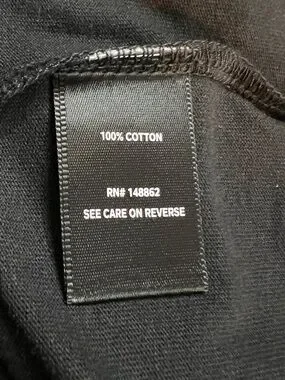 100% COTTON
RN# 148862
SEE CARE ON REVERSE